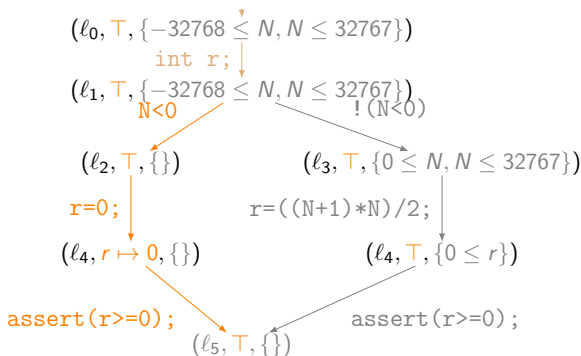 (ℓ₀, ⊤, {−32768 ≤ N, N ≤ 32767})
int r;
(ℓ₁, ⊤, {−32768 ≤ N, N ≤ 32767})
N<0
!(N<0)
(ℓ₂, ⊤, {})
(ℓ₃, ⊤, {0 ≤ N, N ≤ 32767})
r=0;
r=((N+1)*N)/2;
(ℓ₄, r ↦ 0, {})
(ℓ₄, ⊤, {0 ≤ r})
assert(r>=0);
assert(r>=0);
(ℓ₅, ⊤, {})